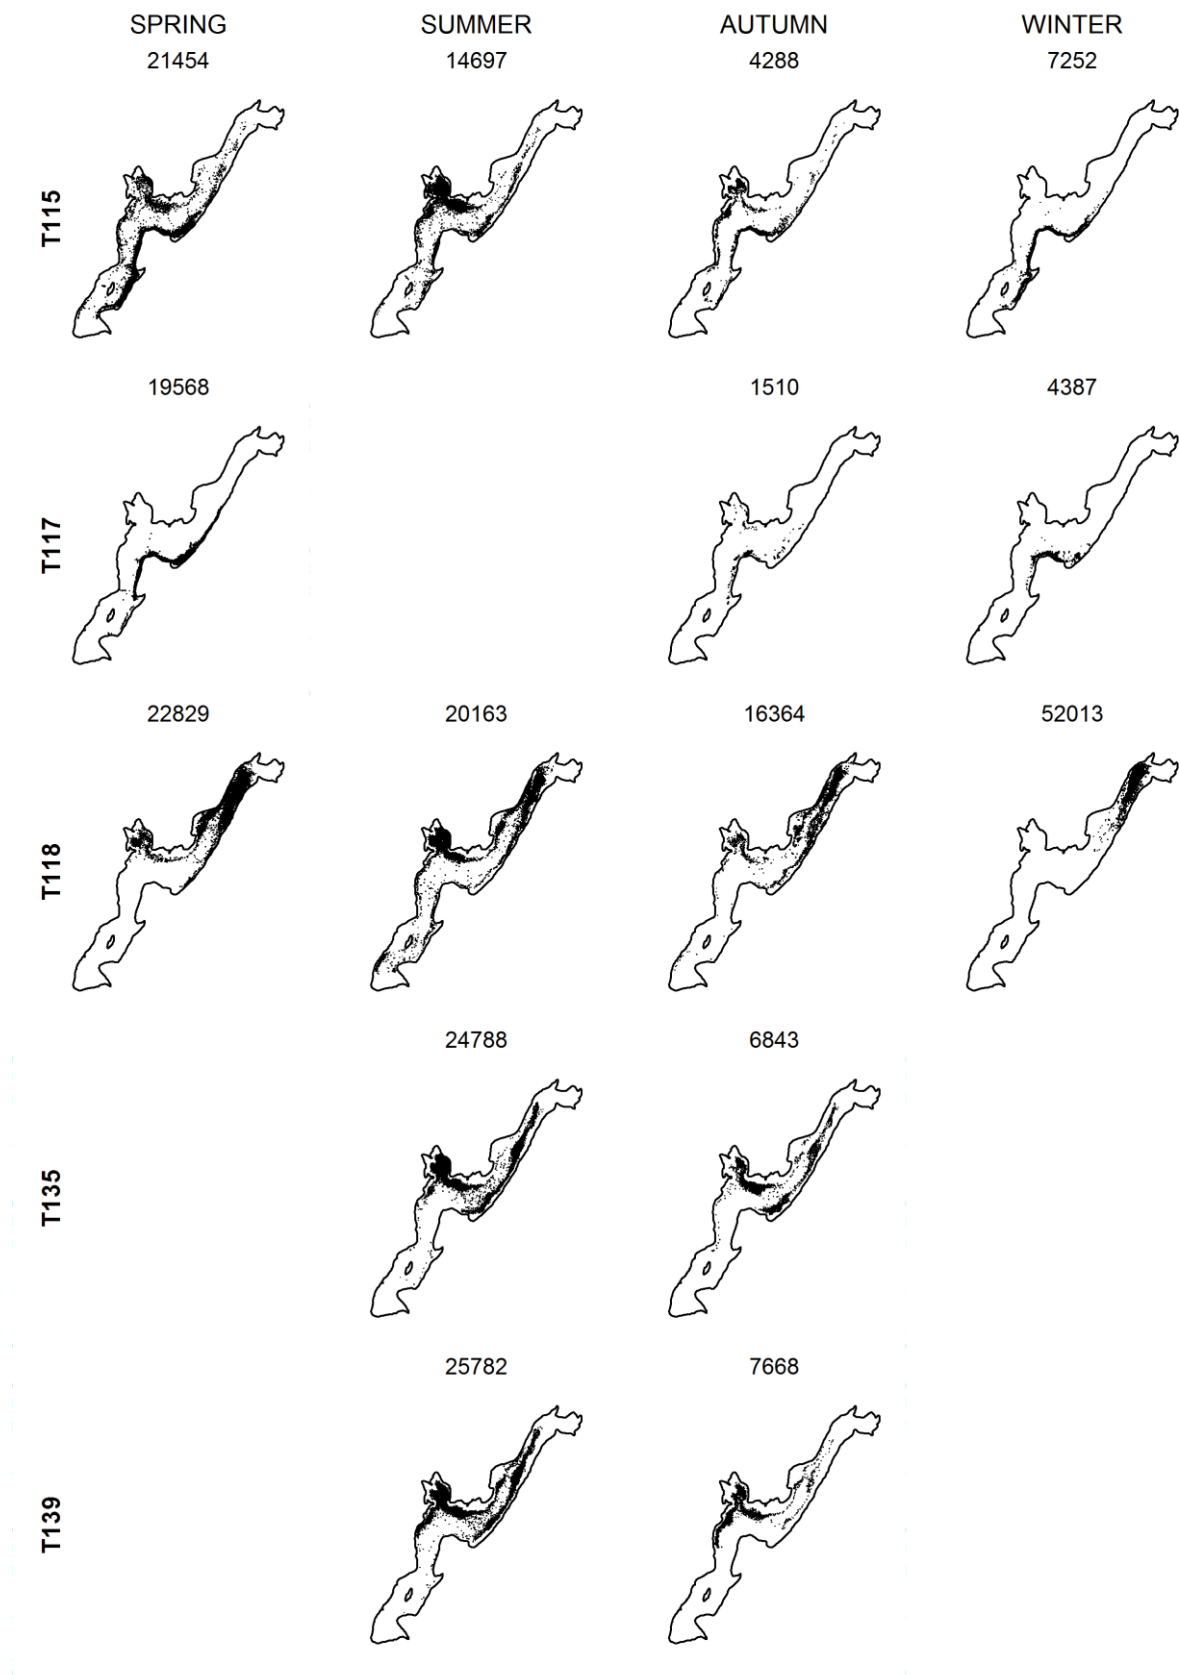 SPRING SUMMER AUTUMN WINTER
21454 14697 4288 7252
T115
19568 1510 4387
T117
22829 20163 16364 52013
T118
24788 6843
T135
25782 7668
T139